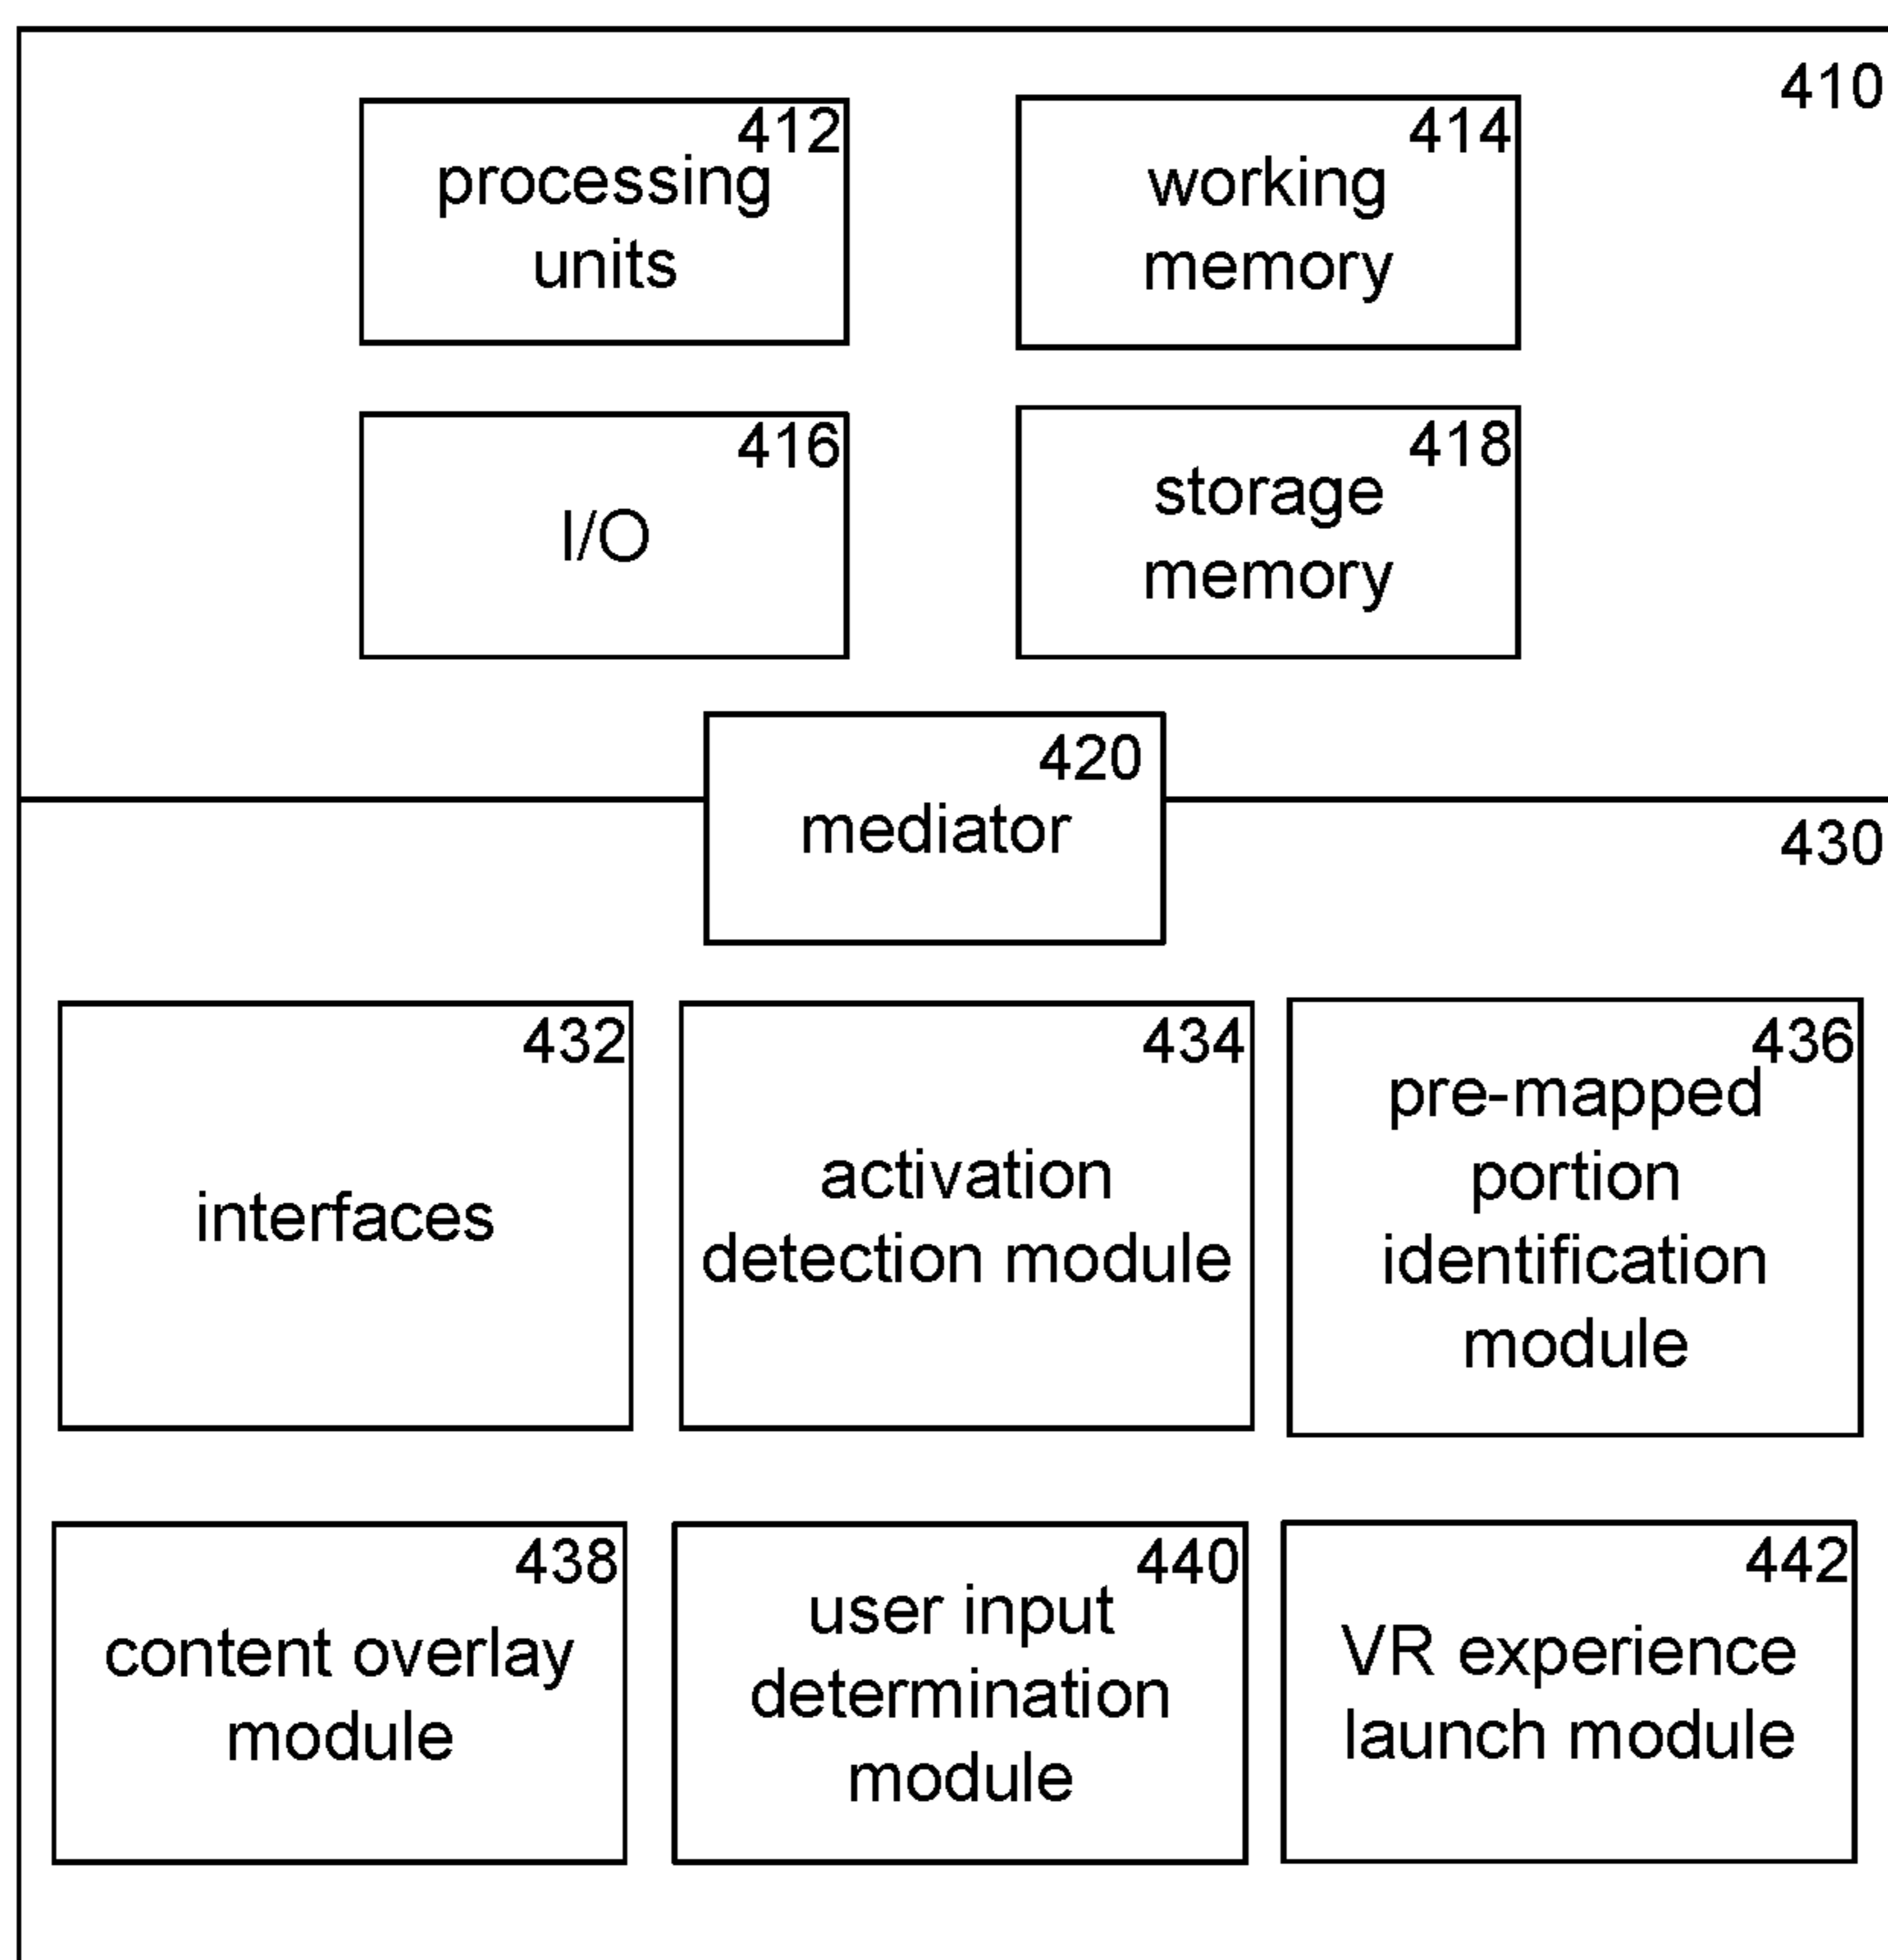 410
412
processing
units
414
working
memory
416
I/O
418
storage
memory
420
mediator
430
432
interfaces
434
activation
detection module
436
pre-mapped
portion
identification
module
438
content overlay
module
440
user input
determination
module
442
VR experience
launch module